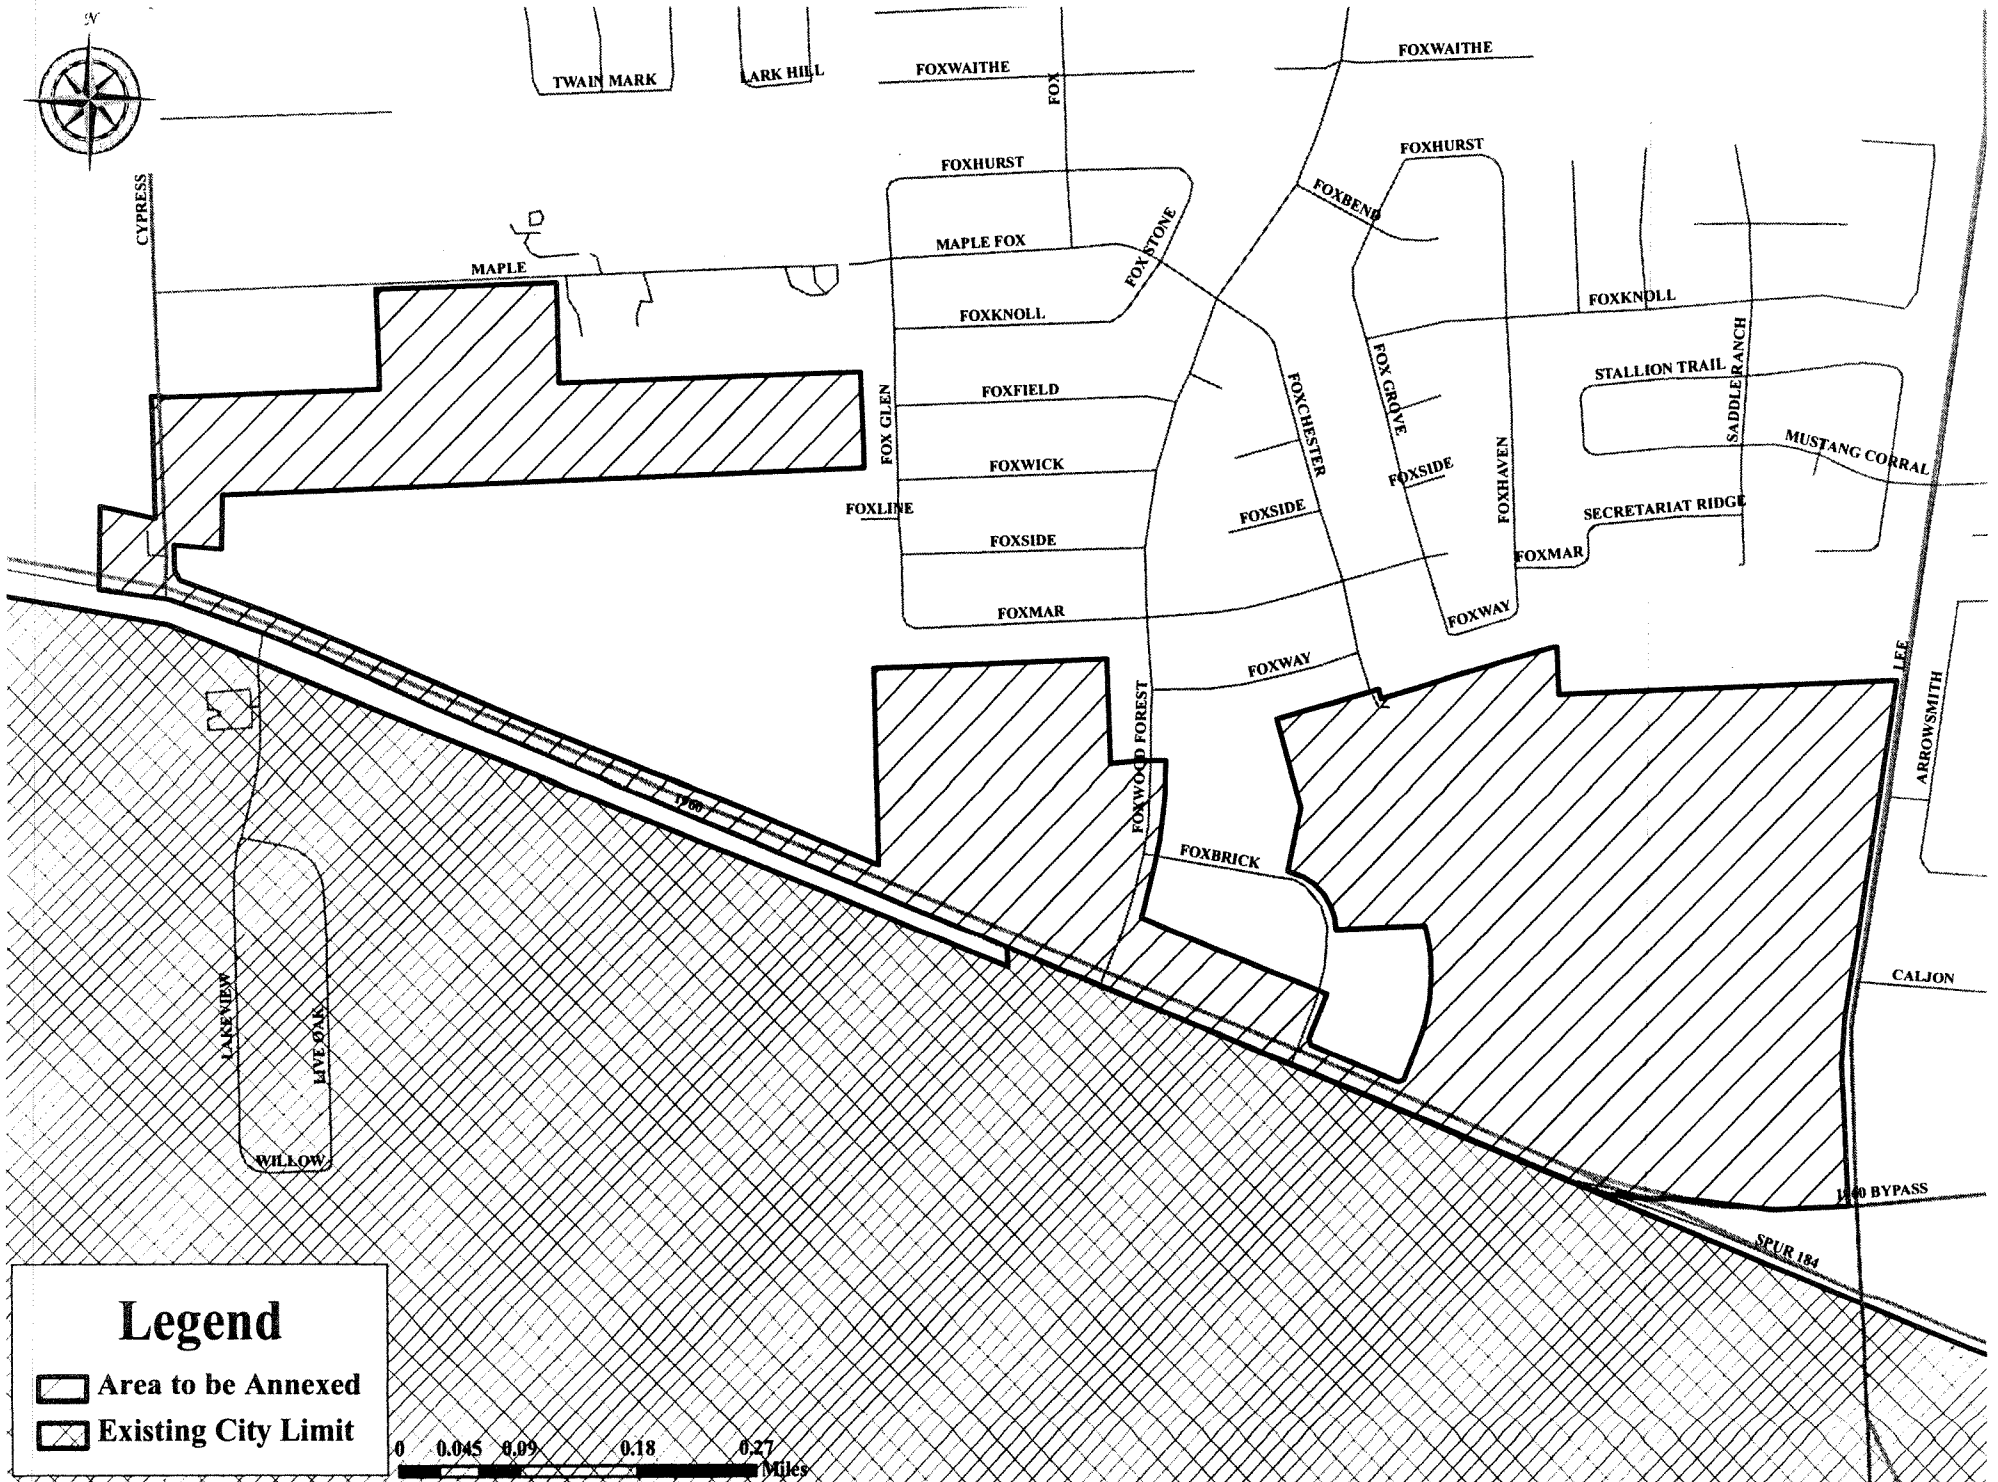 N
TWAIN MARK
LARK HILL
FOXWAITHE
FOX
FOXWAITHE
CYPRESS
FOXHURST
FOXHURST
FOXBEND
MAPLE
MAPLE FOX
FOX STONE
FOXKNOLL
FOXKNOLL
SADDLE RANCH
STALLION TRAIL
FOX GLEN
FOXFIELD
FOXCHESTER
FOX GROVE
FOXWICK
FOXSIDE
FOXHAVEN
MUSTANG CORRAL
FOXLINE
FOXSIDE
FOXSIDE
SECRETARIAT RIDGE
FOXMAR
FOXMAR
FOXWAY
FOXWAY
LEE
ARROWSMITH
FOXWOOD FOREST
1960
FOXBRICK
CALJON
LAKEVIEW
LIVE OAK
WILLOW
1960 BYPASS
SPUR 184
Legend
Area to be Annexed
Existing City Limit
0 0.045 0.09 0.18 0.27
Miles